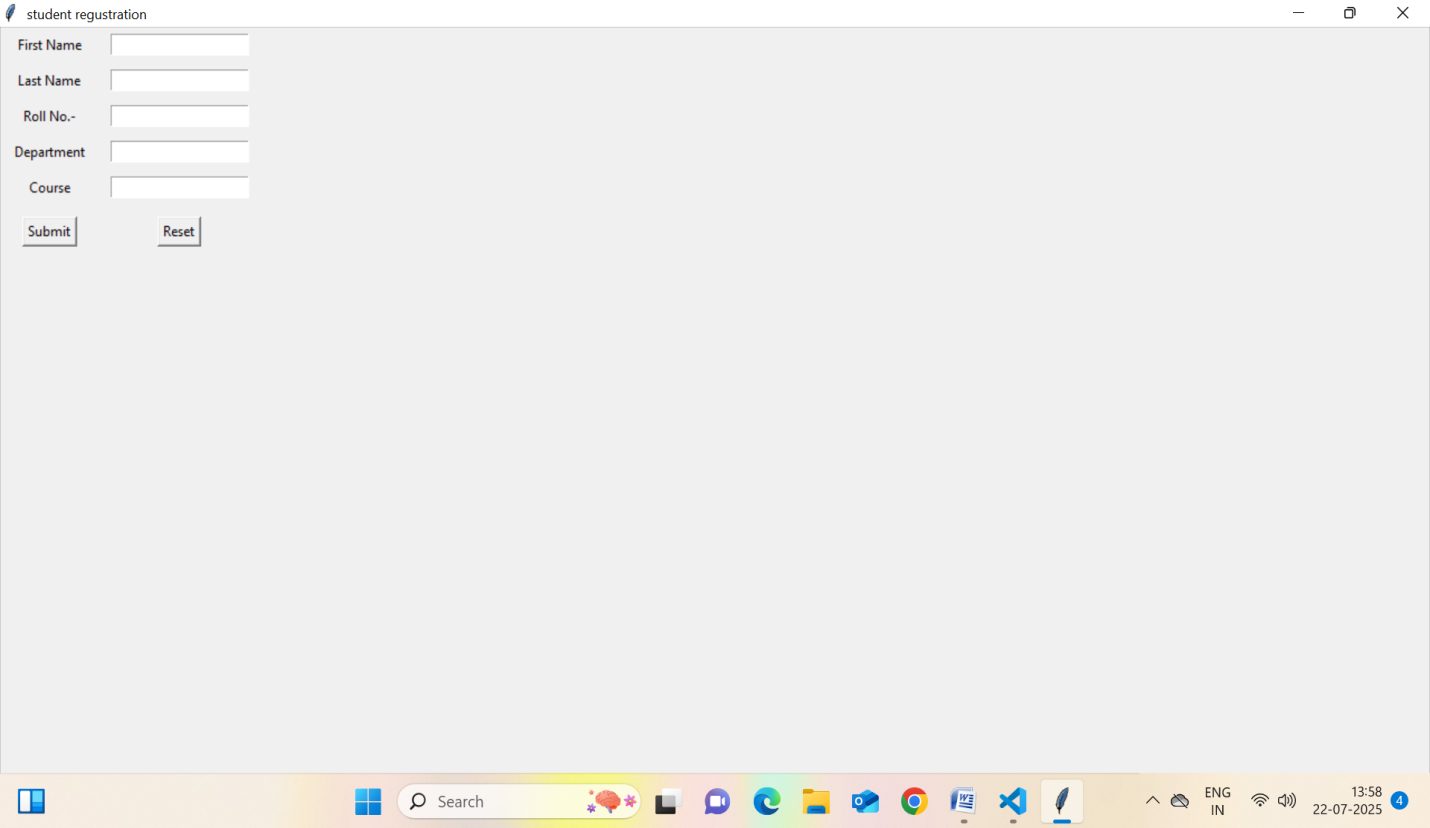 student regustration
First Name
Last Name
Roll No.-
Department
Course
Submit Reset
Search
ENG
IN
13:58
22-07-2025
4